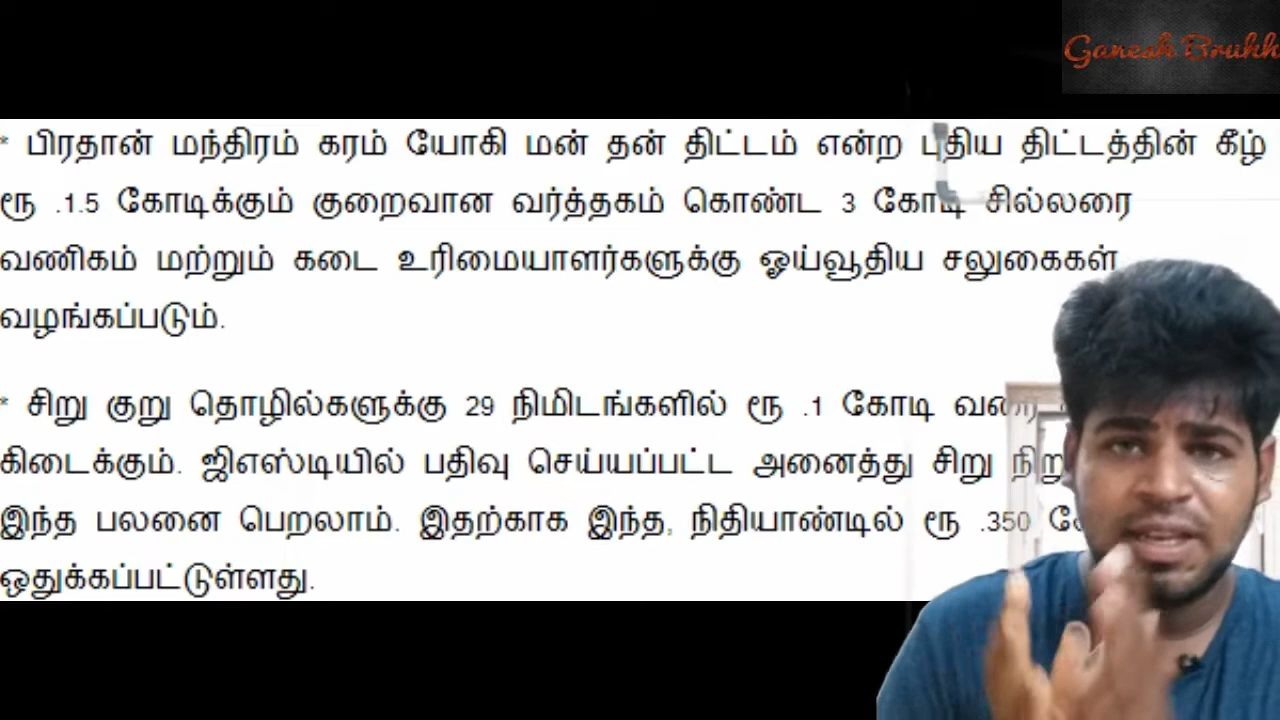 Ganesh Brukh
* பிரதான் மந்திரம் கரம் யோகி மன் தன் திட்டம் என்ற புதிய திட்டத்தின் கீழ்
ரூ .1.5 கோடிக்கும் குறைவான வர்த்தகம் கொண்ட 3 கோடி சில்லரை
வணிகம் மற்றும் கடை உரிமையாளர்களுக்கு ஓய்வூதிய சலுகைகள்
வழங்கப்படும்.
* சிறு குறு தொழில்களுக்கு 29 நிமிடங்களில் ரூ .1 கோடி வரை
கிடைக்கும். ஜிஎஸ்டியில் பதிவு செய்யப்பட்ட அனைத்து சிறு
இந்த பலனை பெறலாம். இதற்காக இந்த, நிதியாண்டில் ரூ .350
ஒதுக்கப்பட்டுள்ளது.